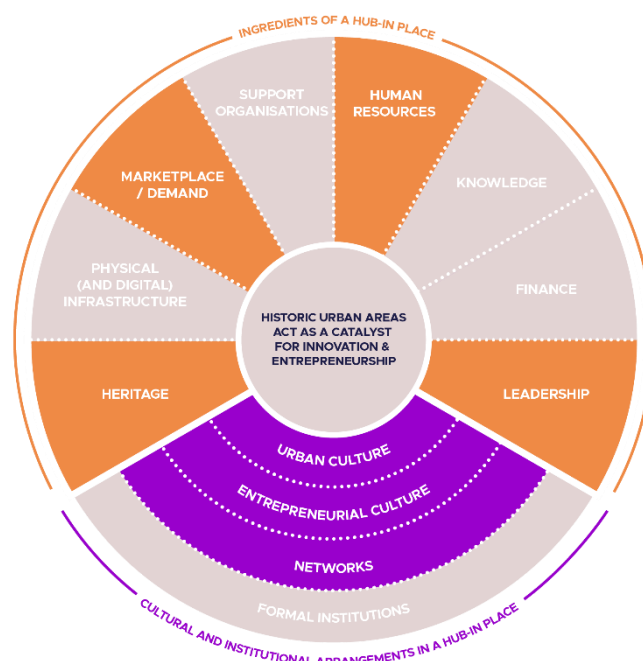 INGREDIENTS OF A HUB-IN PLACE
SUPPORT
ORGANISATIONS
HUMAN
RESOURCES
MARKETPLACE
/ DEMAND
KNOWLEDGE
PHYSICAL
(AND DIGITAL)
INFRASTRUCTURE
FINANCE
HISTORIC URBAN AREAS
ACT AS A CATALYST
FOR INNOVATION &
ENTREPRENEURSHIP
HERITAGE
LEADERSHIP
URBAN CULTURE
ENTREPRENEURIAL CULTURE
NETWORKS
FORMAL INSTITUTIONS
CULTURAL AND INSTITUTIONAL ARRANGEMENTS IN A HUB-IN PLACE